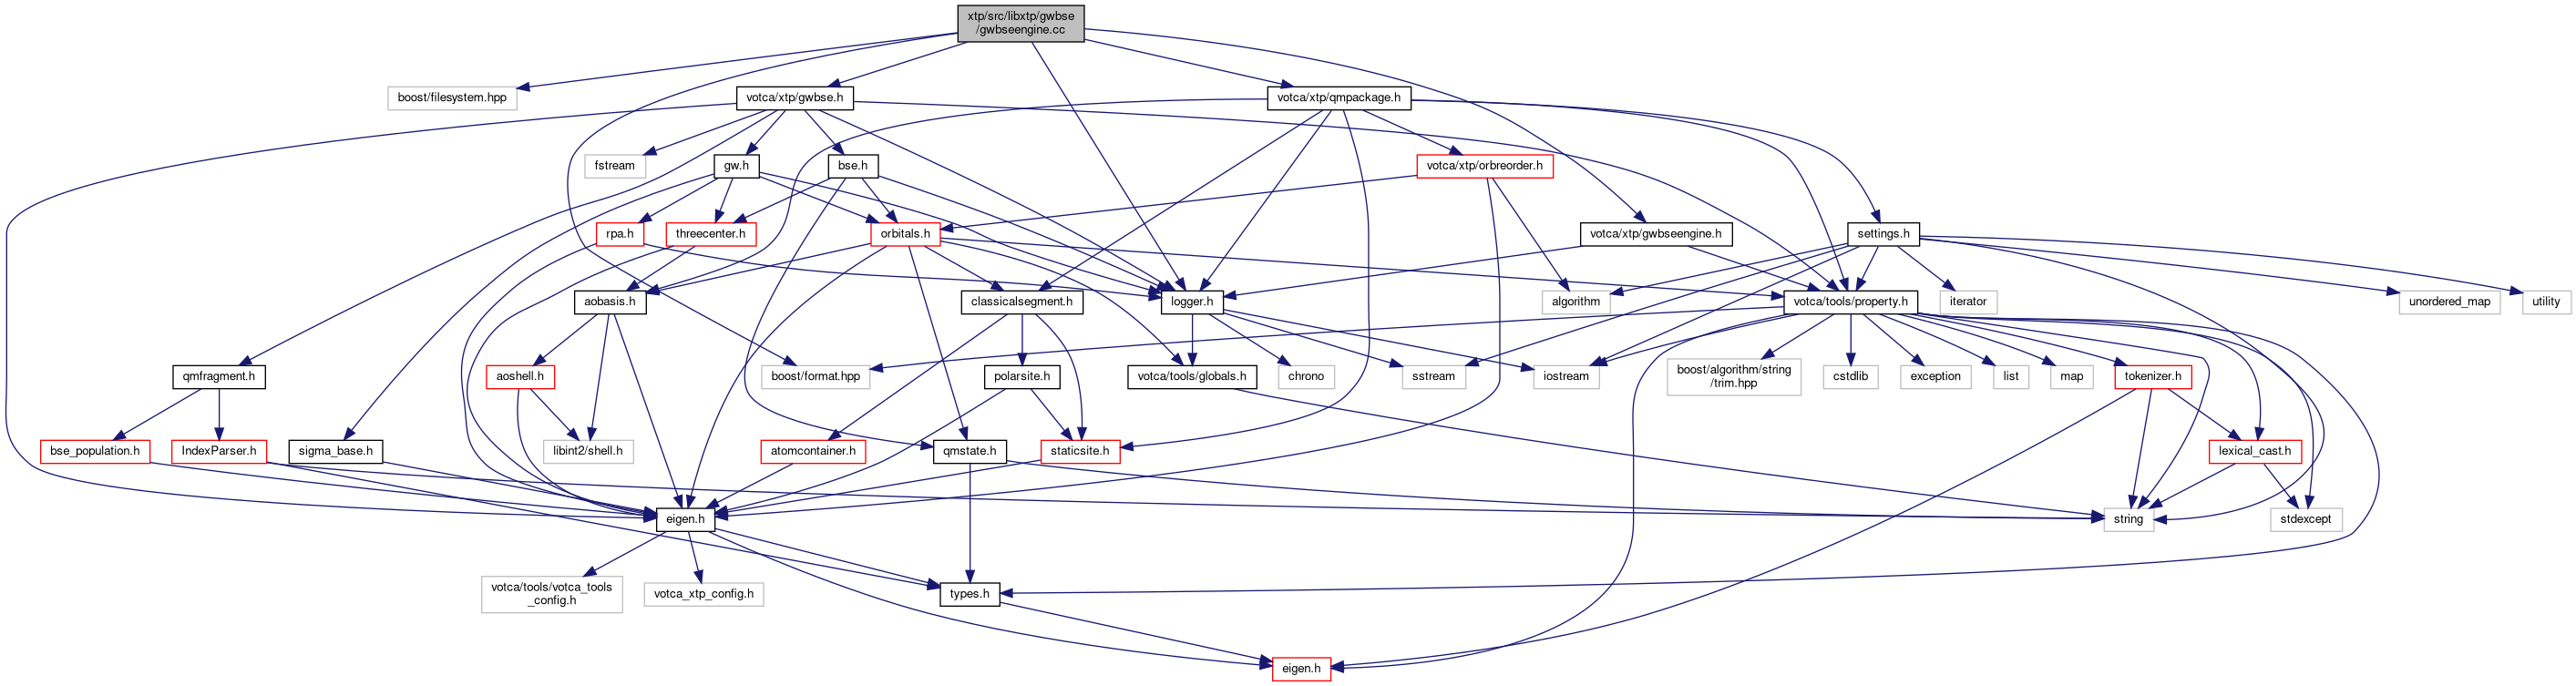 xtp/src/libxtp/gwbse
/gwbseengine.cc
boost/filesystem.hpp
votca/xtp/gwbse.h
votca/xtp/qmpackage.h
fstream
gw.h
bse.h
votca/xtp/orbreorder.h
rpa.h
threecenter.h
orbitals.h
votca/xtp/gwbseengine.h
settings.h
aobasis.h
classicalsegment.h
logger.h
algorithm
votca/tools/property.h
iterator
unordered_map
utility
qmfragment.h
aoshell.h
boost/format.hpp
polarsite.h
votca/tools/globals.h
chrono
sstream
iostream
boost/algorithm/string
/trim.hpp
cstdlib
exception
list
map
tokenizer.h
bse_population.h
IndexParser.h
sigma_base.h
libint2/shell.h
atomcontainer.h
qmstate.h
staticsite.h
lexical_cast.h
eigen.h
string
stdexcept
votca/tools/votca_tools
_config.h
votca_xtp_config.h
types.h
eigen.h